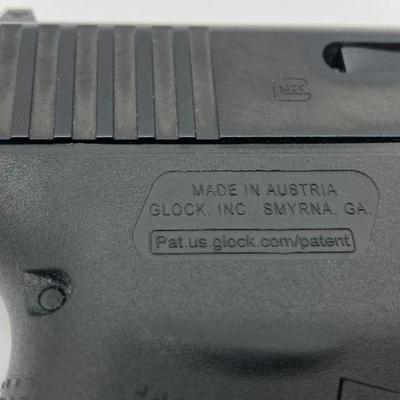 MADE IN AUSTRIA
GLOCK, INC. SMYRNA, GA.
Pat.us.glock.com/patent